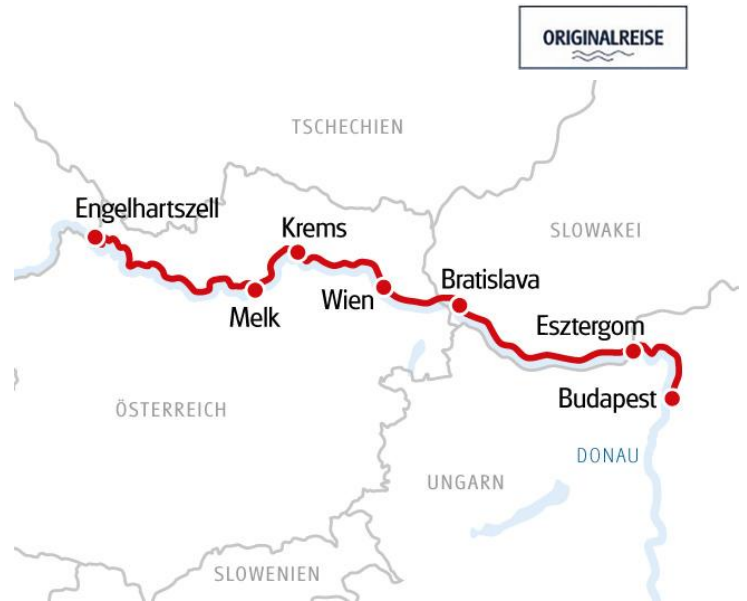 ORIGINALREISE
TSCHECHIEN
Engelhartszell
Krems
SLOWAKEI
Bratislava
Wien
Melk
Esztergom
Budapest
ÖSTERREICH
DONAU
UNGARN
SLOWENIEN